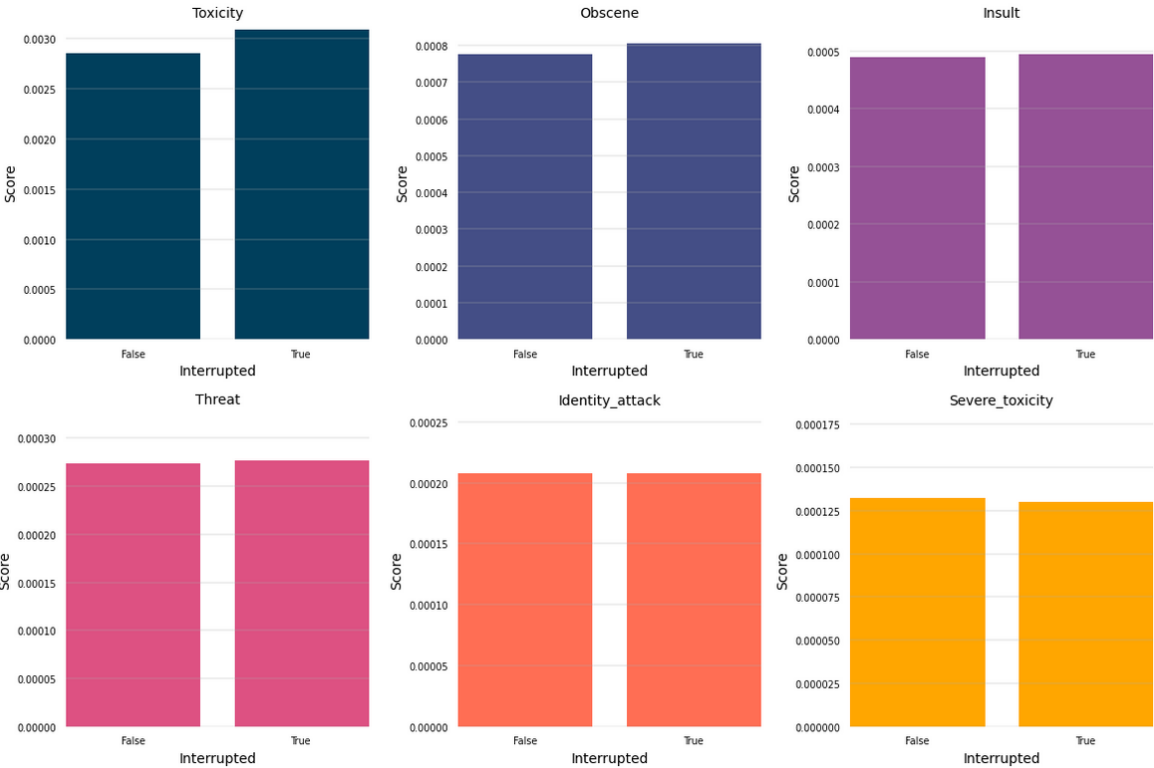 Toxicity
0.0030
0.0025
0.0020
0.0015
0.0010
0.0005
0.0000
Score
False True
Interrupted
Obscene
0.0008
0.0007
0.0006
0.0005
0.0004
0.0003
0.0002
0.0001
0.0000
Score
False True
Interrupted
Insult
0.0005
0.0004
0.0003
0.0002
0.0001
0.0000
Score
False True
Interrupted
Threat
0.00030
0.00025
0.00020
0.00015
0.00010
0.00005
0.00000
Score
False True
Interrupted
Identity_attack
0.00025
0.00020
0.00015
0.00010
0.00005
0.00000
Score
False True
Interrupted
Severe_toxicity
0.000175
0.000150
0.000125
0.000100
0.000075
0.000050
0.000025
0.000000
Score
False True
Interrupted